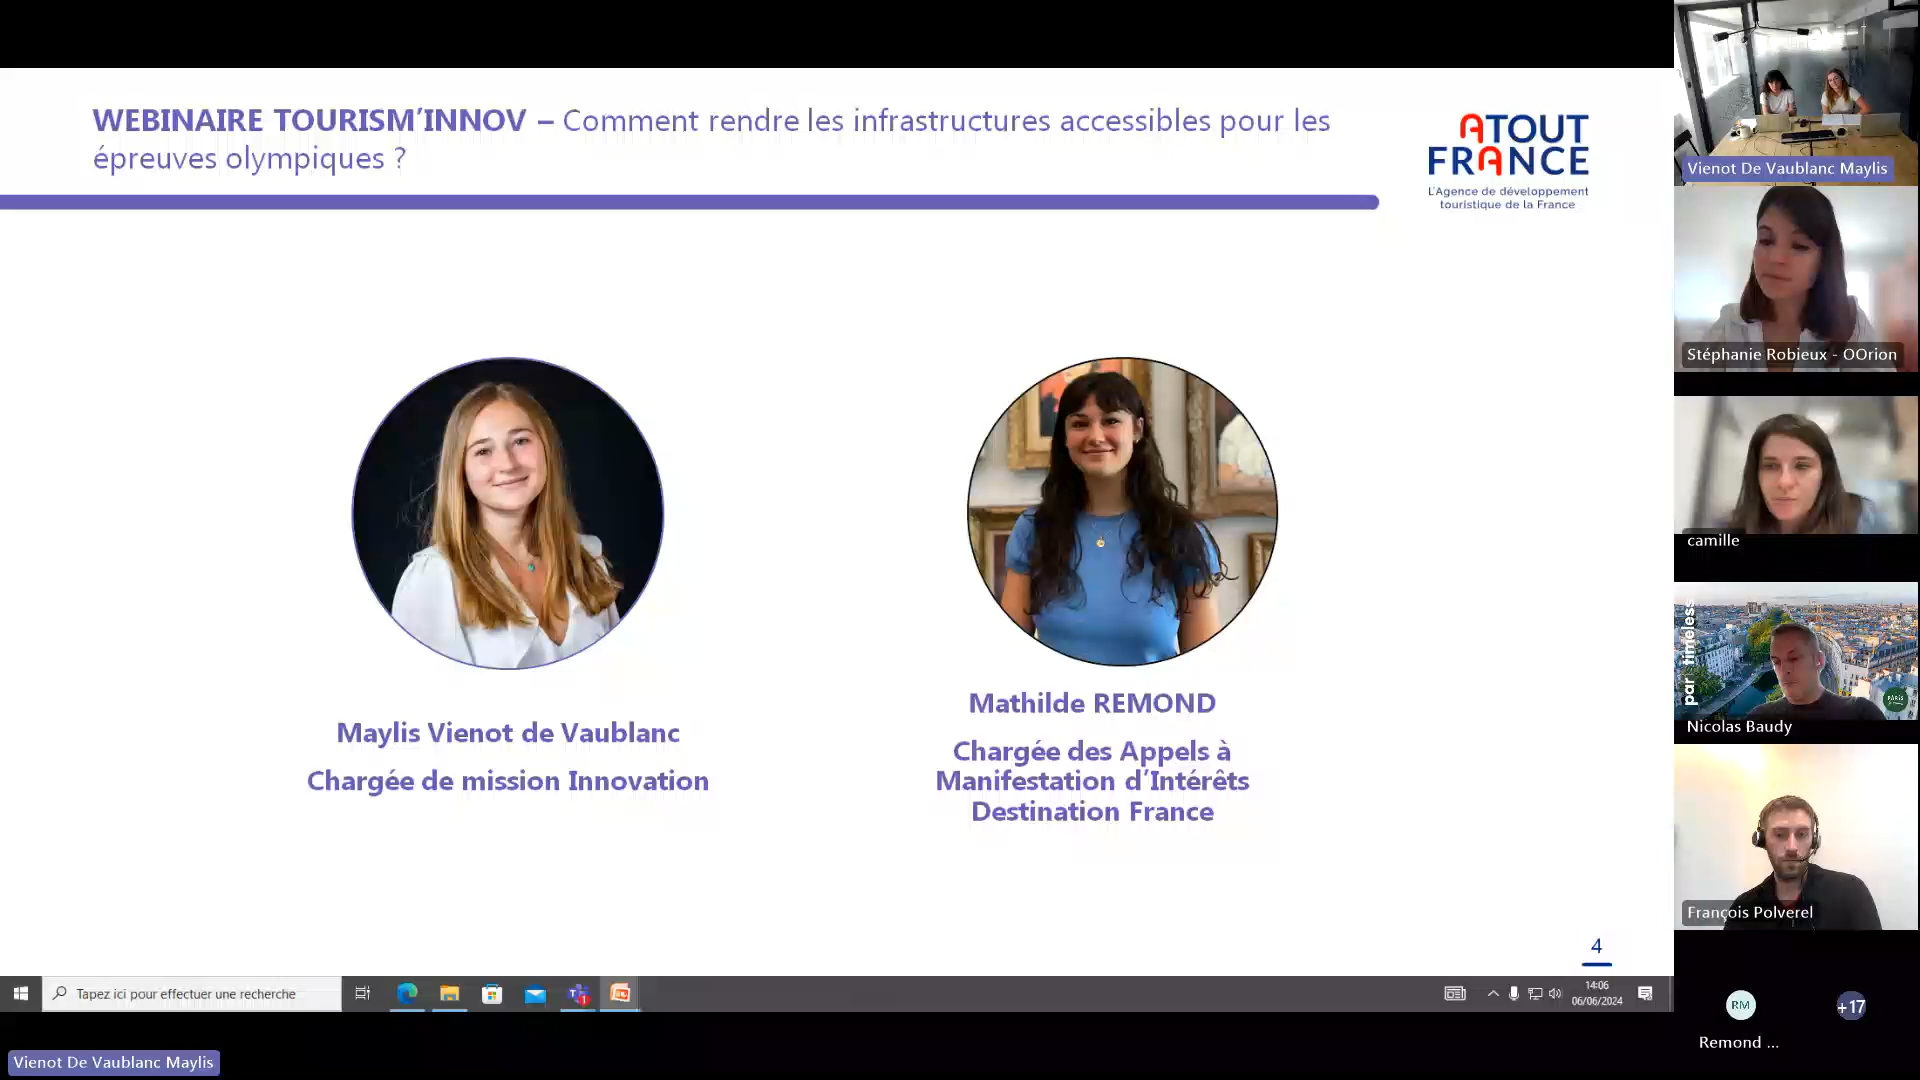 WEBINAIRE TOURISM'INNOV – Comment rendre les infrastructures accessibles pour les
épreuves olympiques ?
ATOUT
FRANCE
L'Agence de développement
touristique de la France
Maylis Vienot de Vaublanc
Chargée de mission Innovation
Mathilde REMOND
Chargée des Appels à
Manifestation d'Intérêts
Destination France
4
Tapez ici pour effectuer une recherche
1
14:06
06/06/2024
Vienot De Vaublanc Maylis
Vienot De Vaublanc Maylis
Stéphanie Robieux - OOrion
camille
timeless
Nicolas Baudy
François Polverel
RM
+17
Remond ...